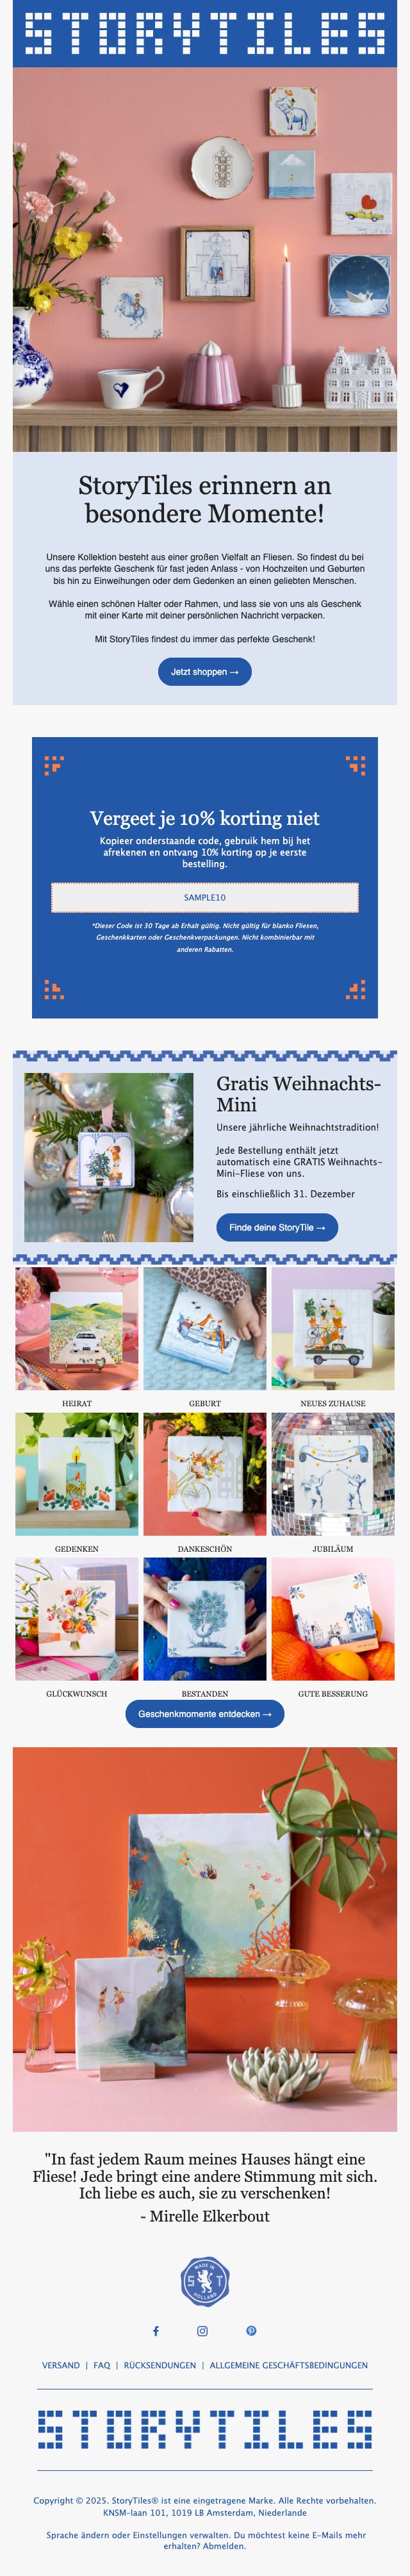 STORYTILES
StoryTiles erinnern an
besondere Momente!
Unsere Kollektion besteht aus einer großen Vielfalt an Fliesen. So findest du bei
uns das perfekte Geschenk für fast jeden Anlass - von Hochzeiten und Geburten
bis hin zu Einweihungen oder dem Gedenken an einen geliebten Menschen.
Wähle einen schönen Halter oder Rahmen, und lass sie von uns als Geschenk
mit einer Karte mit deiner persönlichen Nachricht verpacken.
Mit StoryTiles findest du immer das perfekte Geschenk!
Jetzt shoppen →
Vergeet je 10% korting niet
Kopieer onderstaande code, gebruik hem bij het
afrekenen en ontvang 10% korting op je eerste
bestelling.
SAMPLE10
*Dieser Code ist 30 Tage ab Erhalt gültig. Nicht gültig für blanko Fliesen,
Geschenkkarten oder Geschenkverpackungen. Nicht kombinierbar mit
anderen Rabatten.
Gratis Weihnachts-
Mini
Unsere jährliche Weihnachtstradition!
Jede Bestellung enthält jetzt
automatisch eine GRATIS Weihnachts-
Mini-Fliese von uns.
Bis einschließlich 31. Dezember
Finde deine StoryTile →
HEIRAT
GEBURT
NEUES ZUHAUSE
GEDENKEN
DANKESCHÖN
JUBILÄUM
GLÜCKWUNSCH
BESTANDEN
GUTE BESSERUNG
Geschenkmomente entdecken →
"In fast jedem Raum meines Hauses hängt eine
Fliese! Jede bringt eine andere Stimmung mit sich.
Ich liebe es auch, sie zu verschenken!
- Mirelle Elkerbout
MADE IN
S T
HOLLAND
VERSAND | FAQ | RÜCKSENDUNGEN | ALLGEMEINE GESCHÄFTSBEDINGUNGEN
STORYTILES
Copyright © 2025. StoryTiles® ist eine eingetragene Marke. Alle Rechte vorbehalten.
KNSM-laan 101, 1019 LB Amsterdam, Niederlande
Sprache ändern oder Einstellungen verwalten. Du möchtest keine E-Mails mehr
erhalten? Abmelden.